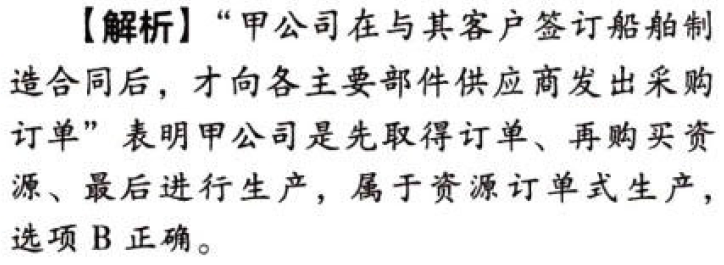 【解析】“甲公司在与其客户签订船舶制
造合同后，才向各主要部件供应商发出采购
订单”表明甲公司是先取得订单、再购买资
源、最后进行生产，属于资源订单式生产，
选项 B 正确。